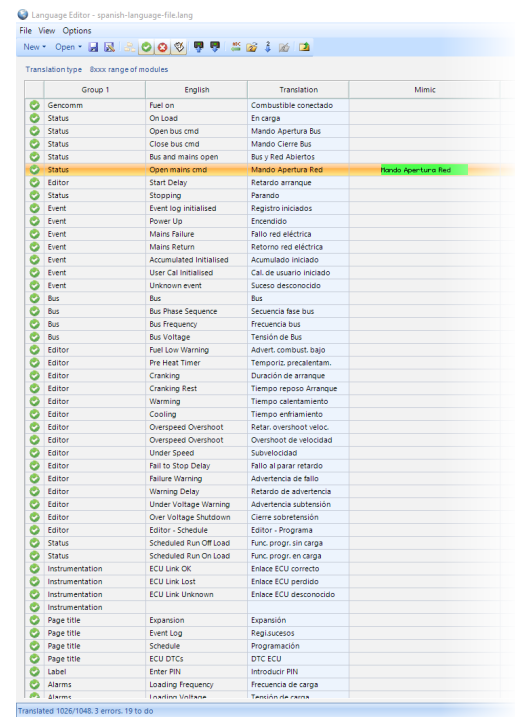 Language Editor - spanish-language-file.lang
File View Options
New Open
Translation type 8xxx range of modules
Group 1 English Translation Mimic
Gencomm Fuel on Combustible conectado
Status On Load En carga
Status Open bus cmd Mando Apertura Bus
Status Close bus cmd Mando Cierre Bus
Status Bus and mains open Bus y Red Abiertos
Status Open mains cmd Mando Apertura Red Mando Apertura Red
Editor Start Delay Retardo arranque
Status Stopping Parando
Event Event log initialised Registro iniciados
Event Power Up Encendido
Event Mains Failure Fallo red eléctrica
Event Mains Return Retorno red eléctrica
Event Accumulated Initialised Acumulado iniciado
Event User Cal Initialised Cal. de usuario iniciado
Event Unknown event Suceso desconocido
Bus Bus Bus
Bus Bus Phase Sequence Secuencia fase bus
Bus Bus Frequency Frecuencia bus
Bus Bus Voltage Tensión de Bus
Editor Fuel Low Warning Advert. combust. bajo
Editor Pre Heat Timer Temporiz. precalentam.
Editor Cranking Duración de arranque
Editor Cranking Rest Tiempo reposo Arranque
Editor Warming Tiempo calentamiento
Editor Cooling Tiempo enfriamiento
Editor Overspeed Overshoot Retar. overshoot veloc.
Editor Overspeed Overshoot Overshoot de velocidad
Editor Under Speed Subvelocidad
Editor Fail to Stop Delay Fallo al parar retardo
Editor Failure Warning Advertencia de fallo
Editor Warning Delay Retardo de advertencia
Editor Under Voltage Warning Advertencia subtensión
Editor Over Voltage Shutdown Cierre sobretensión
Editor Editor - Schedule Editor - Programa
Status Scheduled Run Off Load Func. progr. sin carga
Status Scheduled Run On Load Func. progr. en carga
Instrumentation ECU Link OK Enlace ECU correcto
Instrumentation ECU Link Lost Enlace ECU perdido
Instrumentation ECU Link Unknown Enlace ECU desconocido
Instrumentation
Page title Expansion Expansión
Page title Event Log Regi.sucesos
Page title Schedule Programación
Page title ECU DTCs DTC ECU
Label Enter PIN Introducir PIN
Alarms Loading Frequency Frecuencia de carga
Alarms Loading Voltage Tensión de carga
Translated 1026/1048. 3 errors. 19 to do